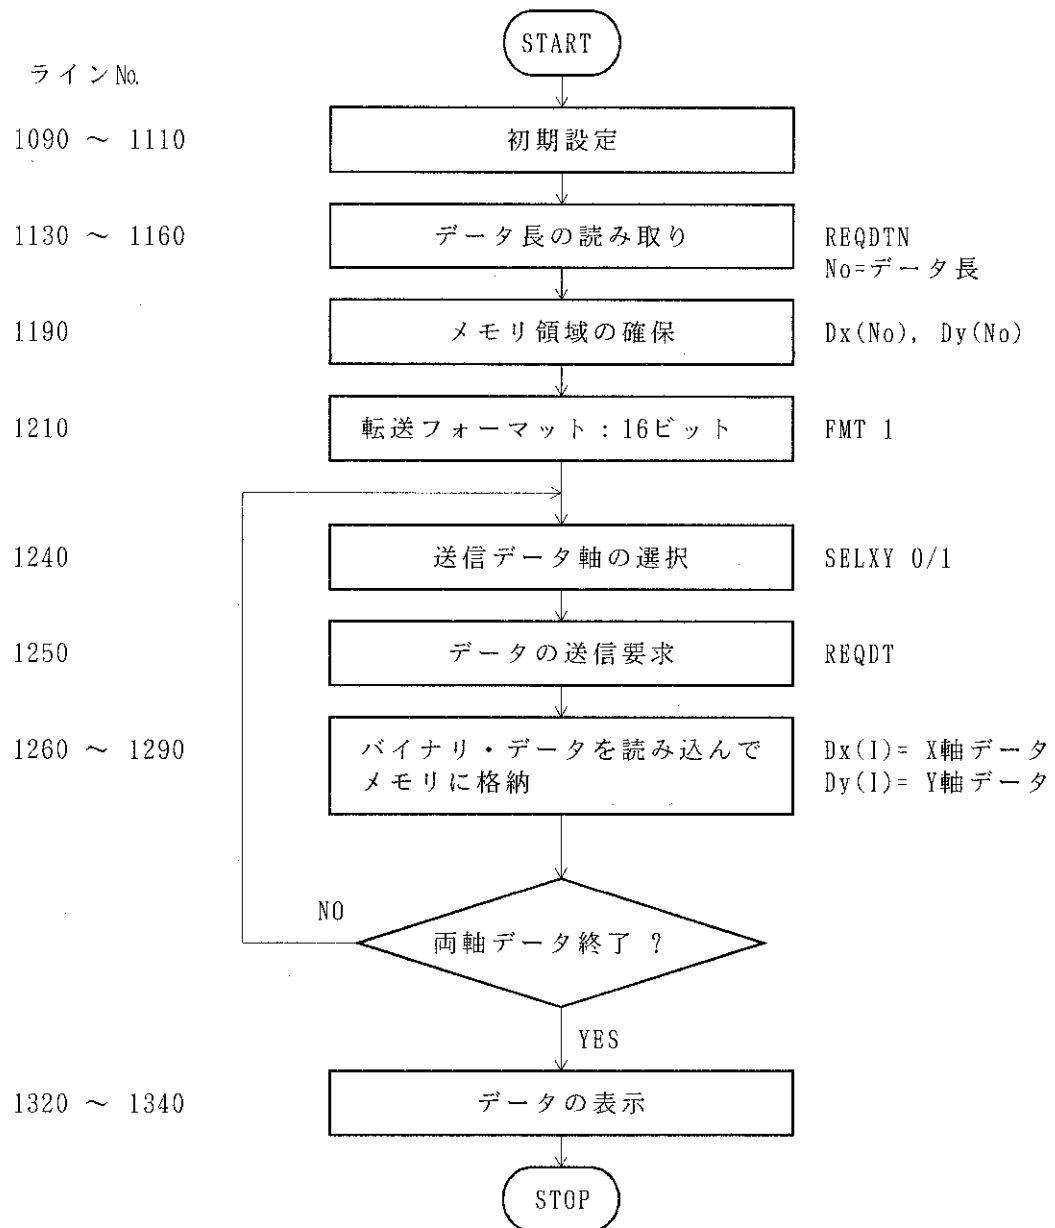 START
ラインNo.
1090 ～ 1110
初期設定
1130 ～ 1160
データ長の読み取り
REQDTN
No=データ長
1190
メモリ領域の確保
Dx(No), Dy(No)
1210
転送フォーマット：16ビット
FMT 1
1240
送信データ軸の選択
SELXY 0/1
1250
データの送信要求
REQDT
1260 ～ 1290
バイナリ・データを読み込んで
メモリに格納
Dx(I)= X軸データ
Dy(I)= Y軸データ
NO
両軸データ終了 ？
YES
1320 ～ 1340
データの表示
STOP